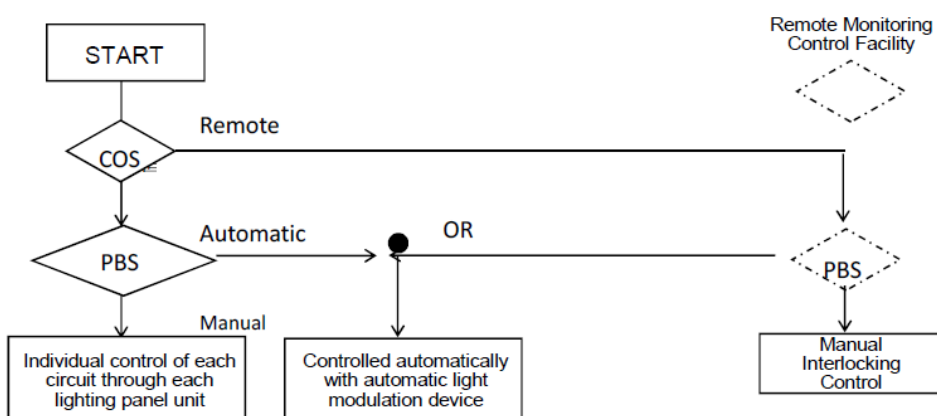 START
Remote Monitoring
Control Facility
Remote
COS
Automatic
OR
PBS
PBS
Manual
Individual control of each
circuit through each
lighting panel unit
Controlled automatically
with automatic light
modulation device
Manual
Interlocking
Control